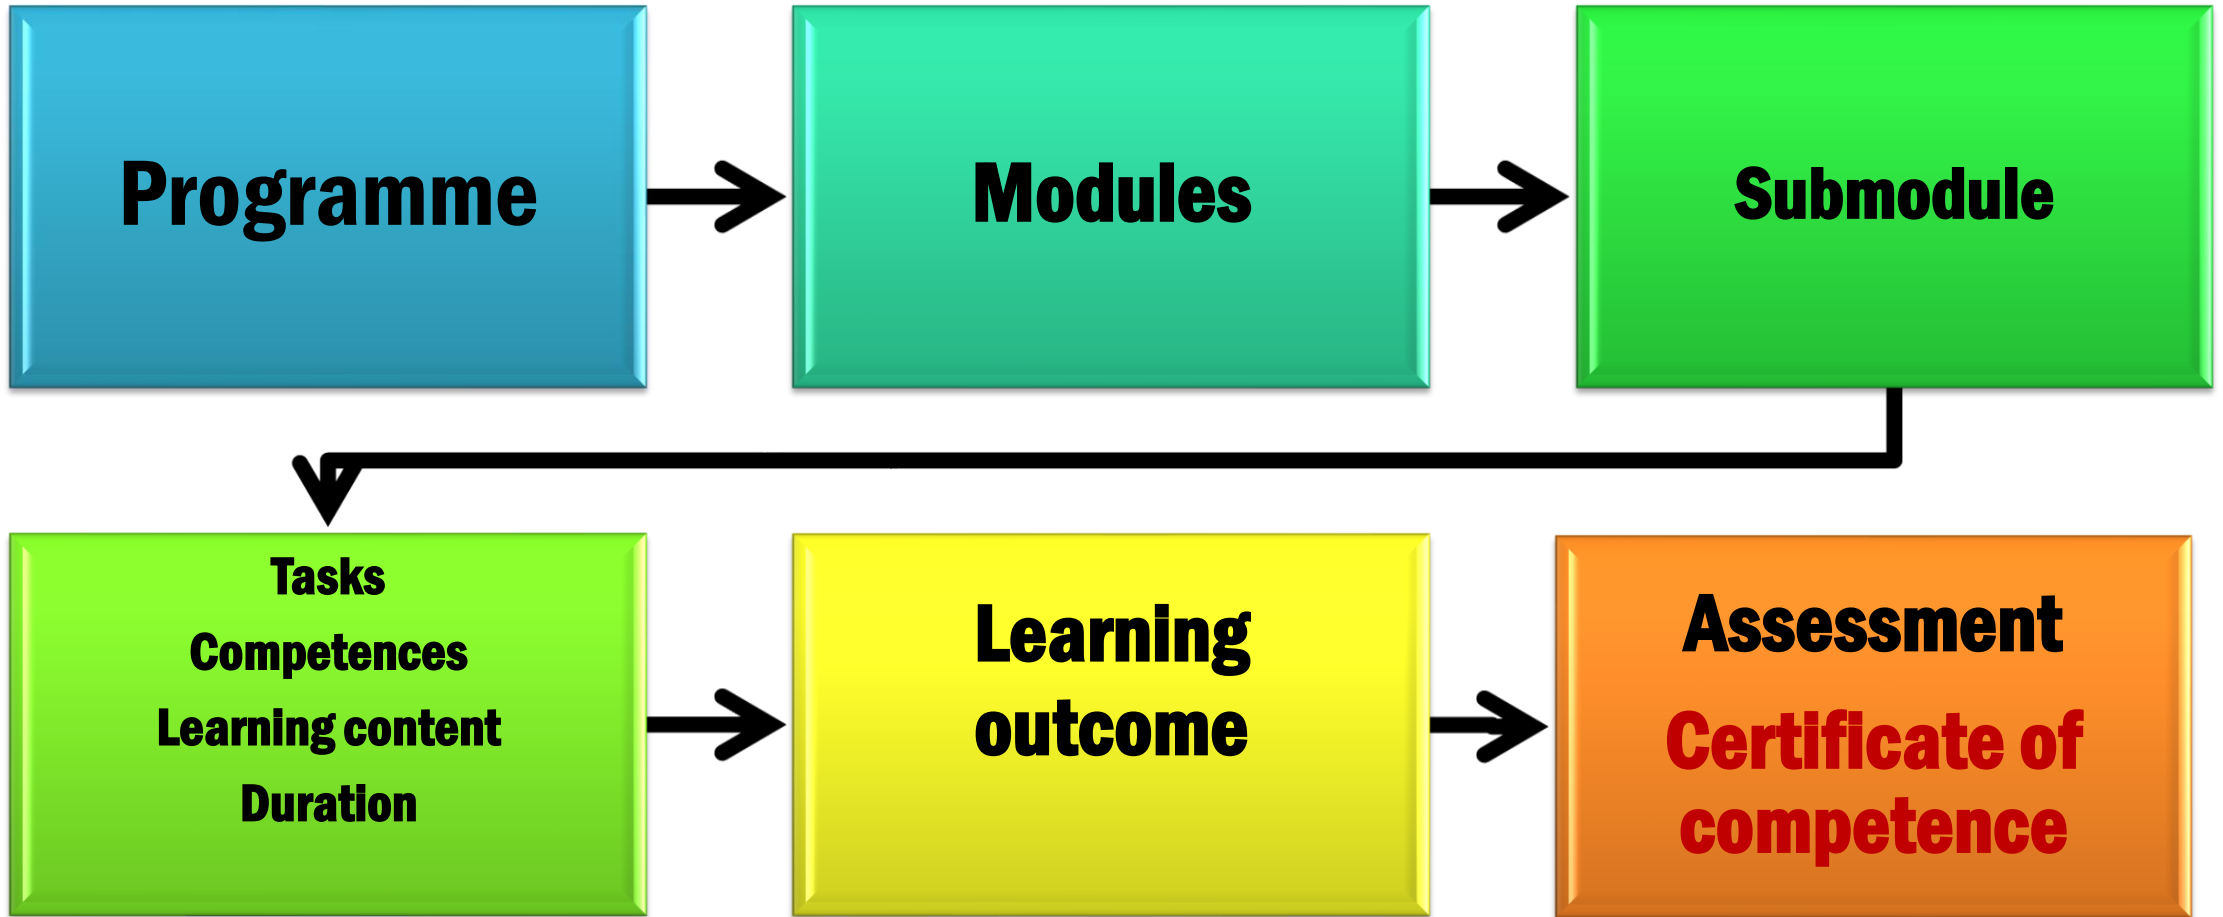 Programme
Modules
Submodule
Tasks
Competences
Learning content
Duration
Learning
outcome
Assessment
Certificate of
competence